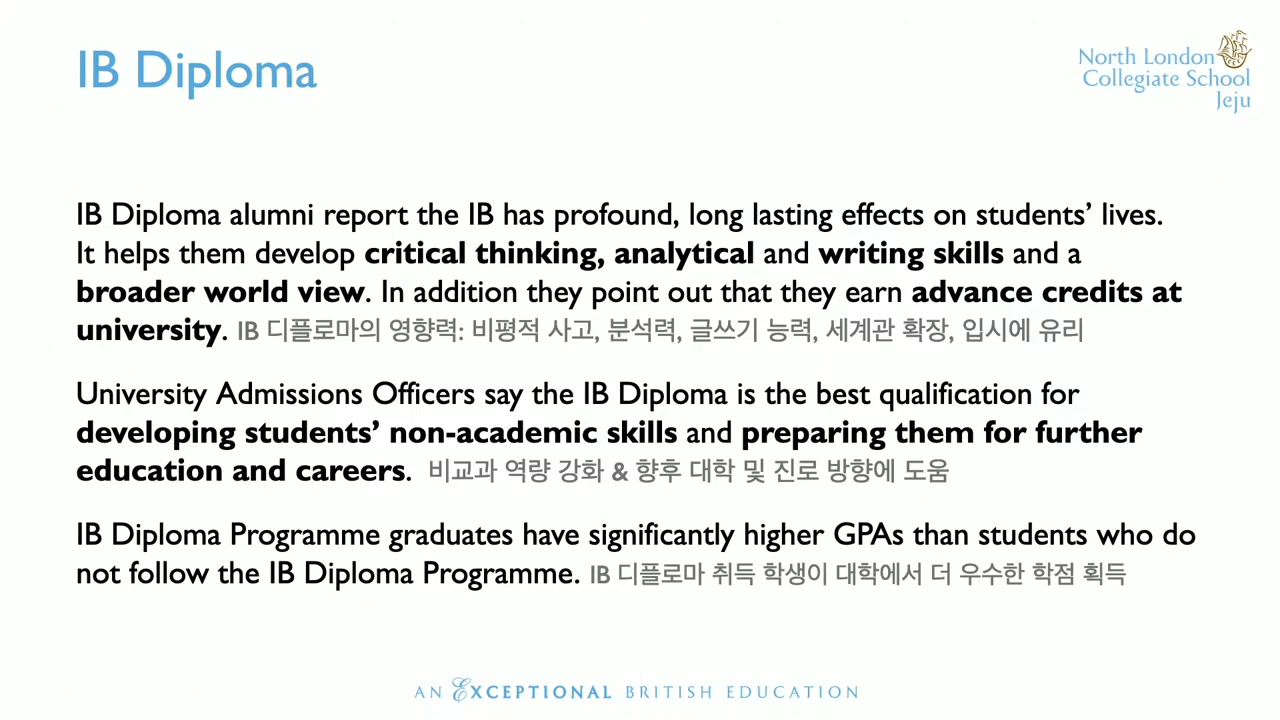 IB Diploma
North London
Collegiate School
Jeju
IB Diploma alumni report the IB has profound, long lasting effects on students’ lives.
It helps them develop critical thinking, analytical and writing skills and a
broader world view. In addition they point out that they earn advance credits at
university. IB 디플로마의 영향력: 비평적 사고, 분석력, 글쓰기 능력, 세계관 확장, 입시에 유리
University Admissions Officers say the IB Diploma is the best qualification for
developing students’ non-academic skills and preparing them for further
education and careers. 비교과 역량 강화 & 향후 대학 및 진로 방향에 도움
IB Diploma Programme graduates have significantly higher GPAs than students who do
not follow the IB Diploma Programme. IB 디플로마 취득 학생이 대학에서 더 우수한 학점 획득
AN EXCEPTIONAL BRITISH EDUCATION